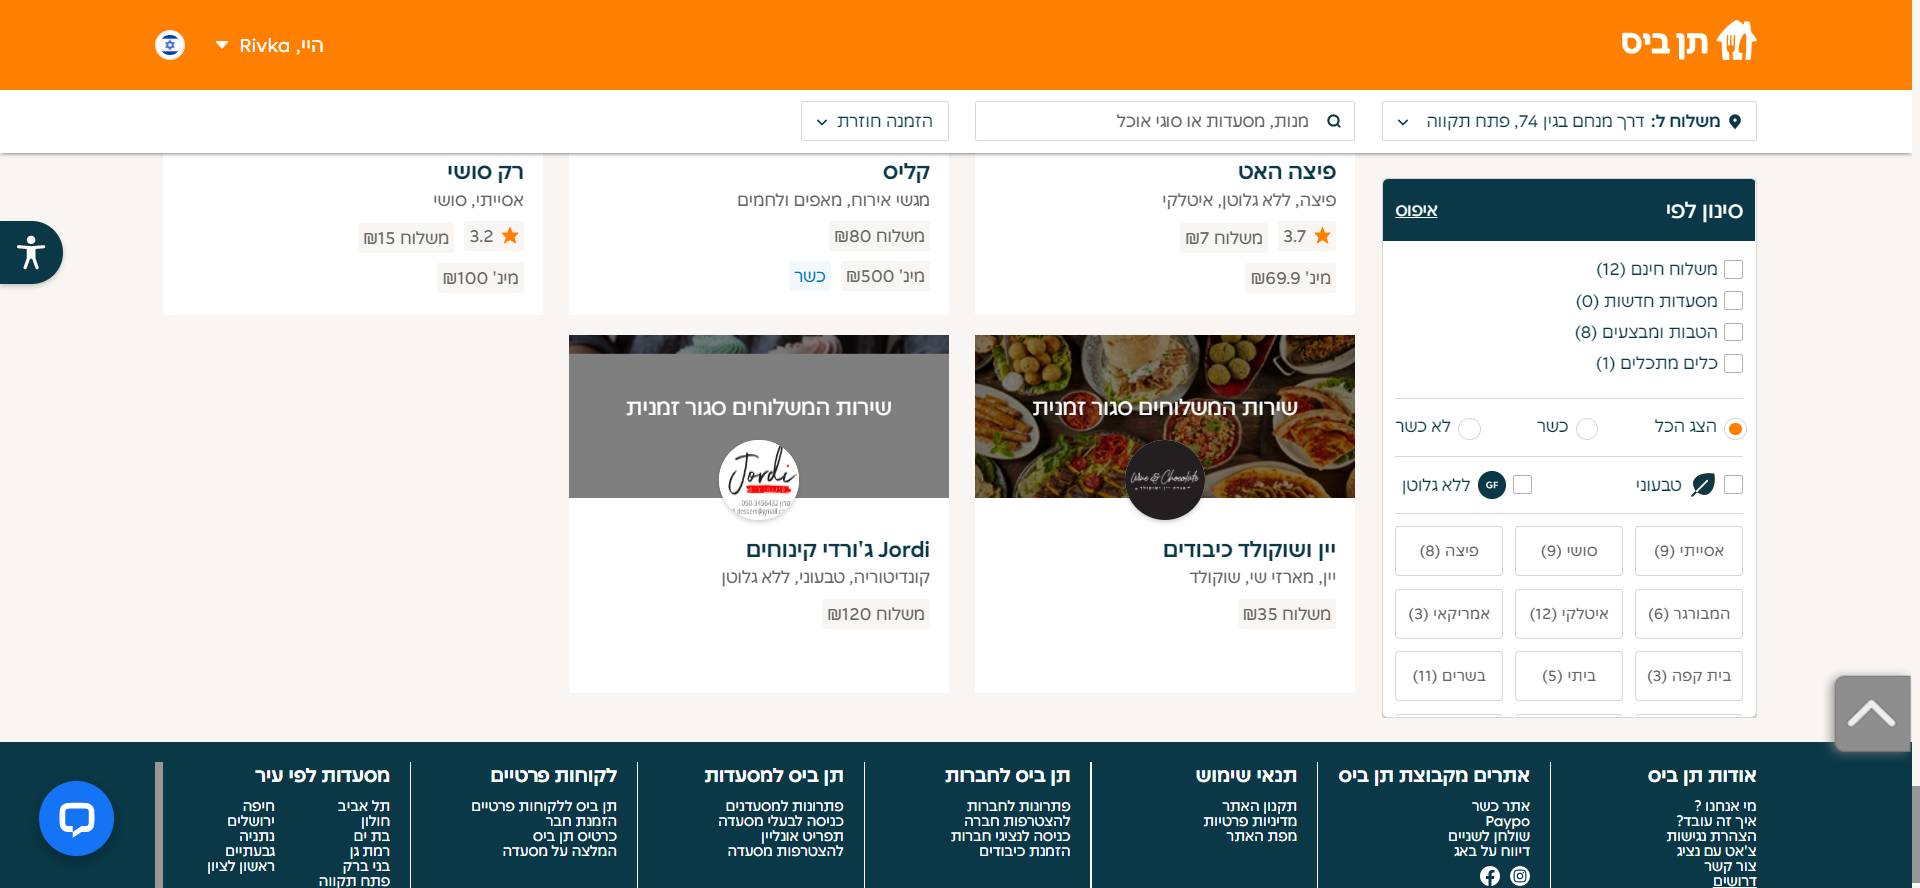 תן ביס
היי, Rivka
משלוח ל: דרך מנחם בגין 74, פתח תקווה
מנות, מסעדות או סוגי אוכל
הזמנה חוזרת
סינון לפי
איפוס
משלוח חינם (12)
מסעדות חדשות (0)
הטבות ומבצעים (8)
כלים מתכלים (1)
הצג הכל
כשר
לא כשר
טבעוני
GF ללא גלוטן
אסייתי (9)
סושי (9)
פיצה (8)
המבורגר (6)
איטלקי (12)
אמריקאי (3)
בית קפה (3)
ביתי (5)
בשרים (11)
פיצה האט
פיצה, ללא גלוטן, איטלקי
3.7
משלוח ₪7
מינ' ₪69.9
קליס
מגשי אירוח, מאפים ולחמים
משלוח ₪80
מינ' ₪500
כשר
רק סושי
אסייתי, סושי
3.2
משלוח ₪15
מינ' ₪100
שירות המשלוחים סגור זמנית
Wine & Chocolate
יין ושוקולד כיבודים
יין, מארזי שי, שוקולד
משלוח ₪35
שירות המשלוחים סגור זמנית
Jordi
050-3456432
Jordi ג'ורדי קינוחים
קונדיטוריה, טבעוני, ללא גלוטן
משלוח ₪120
אודות תן ביס
מי אנחנו ?
איך זה עובד?
הצהרת נגישות
צ'אט עם נציג
צור קשר
דרושים
אתרים מקבוצת תן ביס
אתר כשר
Paypo
שולחן לשניים
דיווח על באג
תנאי שימוש
תקנון האתר
מדיניות פרטיות
מפת האתר
תן ביס לחברות
פתרונות לחברות
להצטרפות חברה
כניסה לנציגי חברות
הזמנת כיבודים
תן ביס למסעדות
פתרונות למסעדנים
כניסה לבעלי מסעדה
תפריט אונליין
להצטרפות מסעדה
לקוחות פרטיים
תן ביס ללקוחות פרטיים
הזמנת חבר
כרטיס תן ביס
המלצה על מסעדה
מסעדות לפי עיר
תל אביב
חולון
בת ים
רמת גן
בני ברק
פתח תקווה
חיפה
ירושלים
נתניה
גבעתיים
ראשון לציון